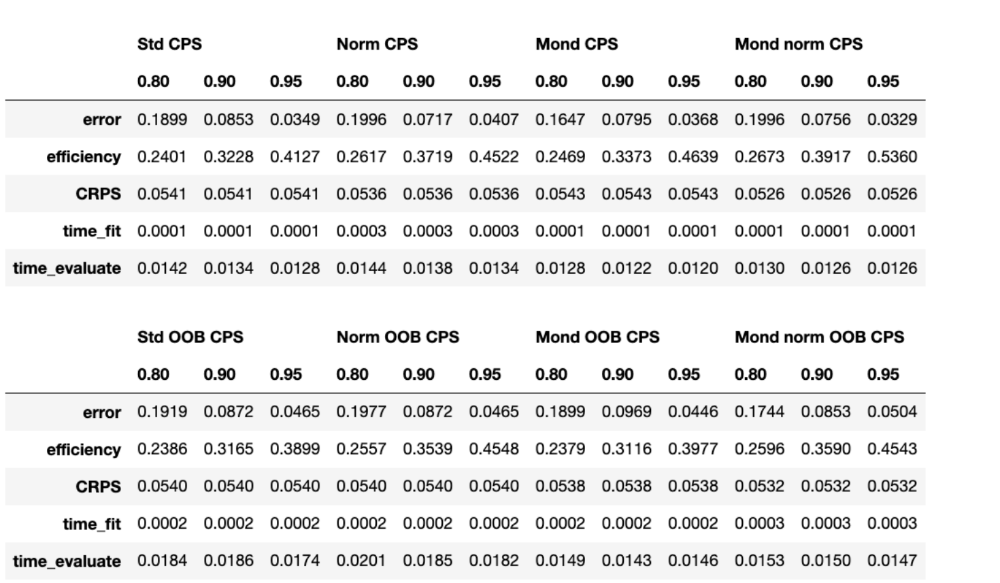 Std CPS Norm CPS Mond CPS Mond norm CPS
0.80 0.90 0.95 0.80 0.90 0.95 0.80 0.90 0.95 0.80 0.90 0.95
error 0.1899 0.0853 0.0349 0.1996 0.0717 0.0407 0.1647 0.0795 0.0368 0.1996 0.0756 0.0329
efficiency 0.2401 0.3228 0.4127 0.2617 0.3719 0.4522 0.2469 0.3373 0.4639 0.2673 0.3917 0.5360
CRPS 0.0541 0.0541 0.0541 0.0536 0.0536 0.0536 0.0543 0.0543 0.0543 0.0526 0.0526 0.0526
time_fit 0.0001 0.0001 0.0001 0.0003 0.0003 0.0003 0.0001 0.0001 0.0001 0.0001 0.0001 0.0001
time_evaluate 0.0142 0.0134 0.0128 0.0144 0.0138 0.0134 0.0128 0.0122 0.0120 0.0130 0.0126 0.0126
Std OOB CPS Norm OOB CPS Mond OOB CPS Mond norm OOB CPS
0.80 0.90 0.95 0.80 0.90 0.95 0.80 0.90 0.95 0.80 0.90 0.95
error 0.1919 0.0872 0.0465 0.1977 0.0872 0.0465 0.1899 0.0969 0.0446 0.1744 0.0853 0.0504
efficiency 0.2386 0.3165 0.3899 0.2557 0.3539 0.4548 0.2379 0.3116 0.3977 0.2596 0.3590 0.4543
CRPS 0.0540 0.0540 0.0540 0.0540 0.0540 0.0540 0.0538 0.0538 0.0538 0.0532 0.0532 0.0532
time_fit 0.0002 0.0002 0.0002 0.0002 0.0002 0.0002 0.0002 0.0002 0.0002 0.0003 0.0003 0.0003
time_evaluate 0.0184 0.0186 0.0174 0.0201 0.0185 0.0182 0.0149 0.0143 0.0146 0.0153 0.0150 0.0147